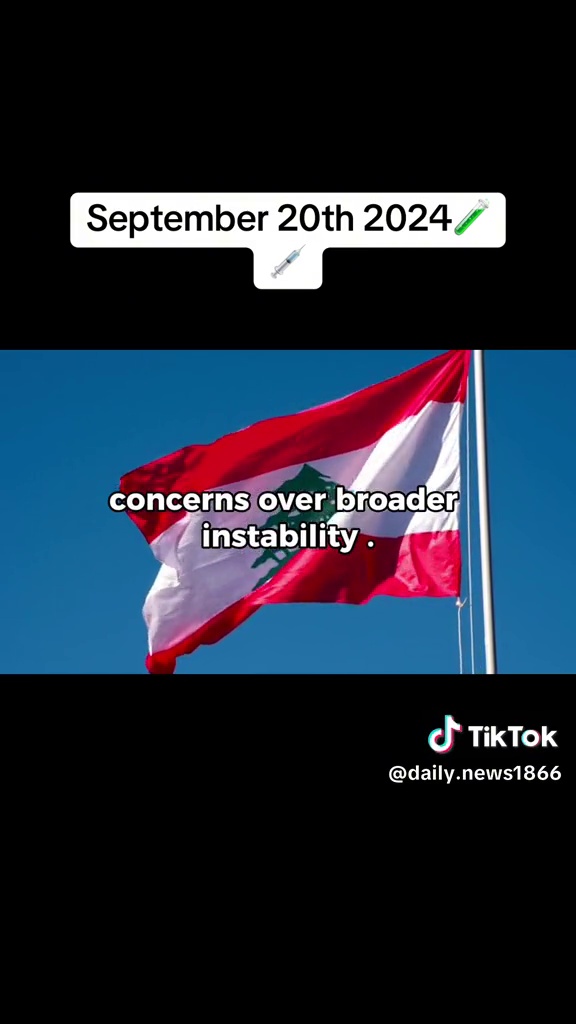 September 20th 2024🧪
💉
concerns over broader
instability .
TikTok
@daily.news1866